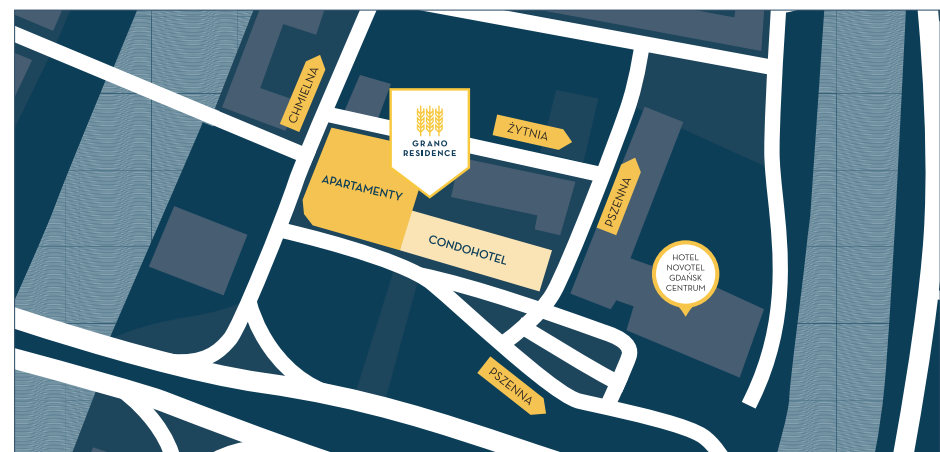 CHMIELNA
GRANO
RESIDENCE
ŻYTNIA
APARTAMENTY
PSZENNA
CONDOHOTEL
HOTEL
NOVOTEL
GDAŃSK
CENTRUM
PSZENNA